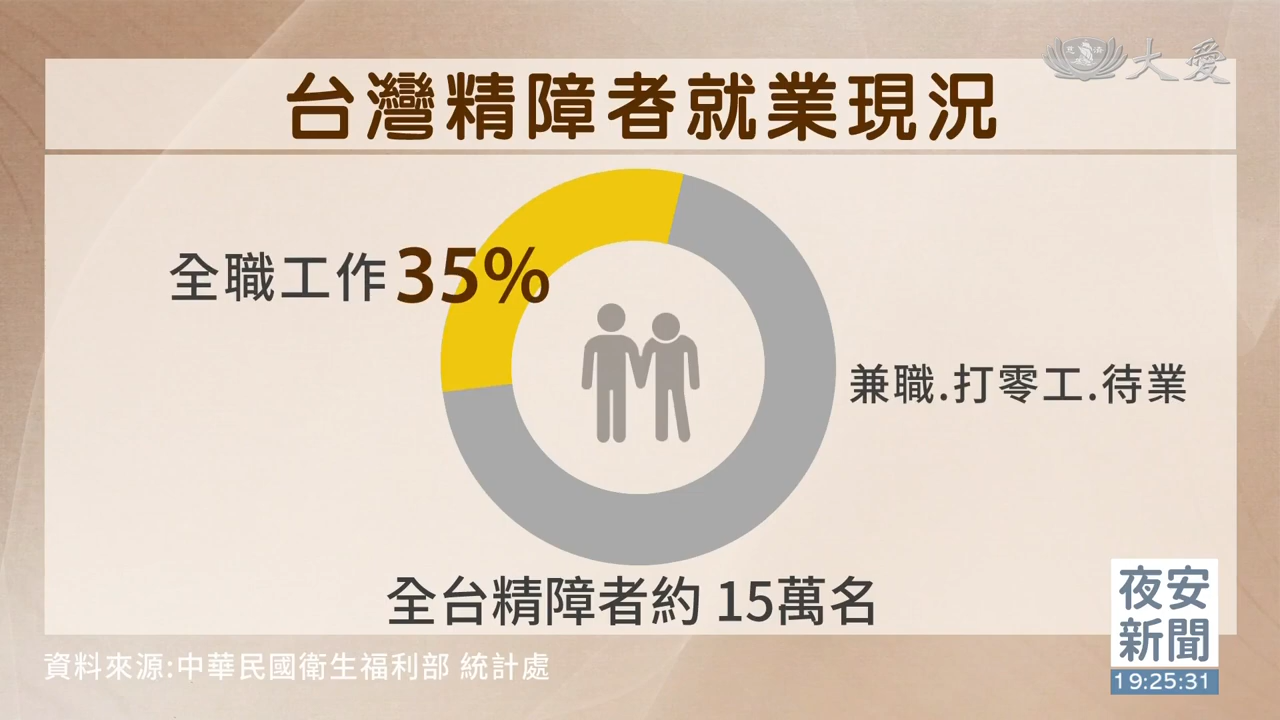 大愛
台灣精障者就業現況
全職工作35%
兼職.打零工.待業
全台精障者約 15萬名
夜安
新聞
19:25:31
資料來源:中華民國衛生福利部 統計處